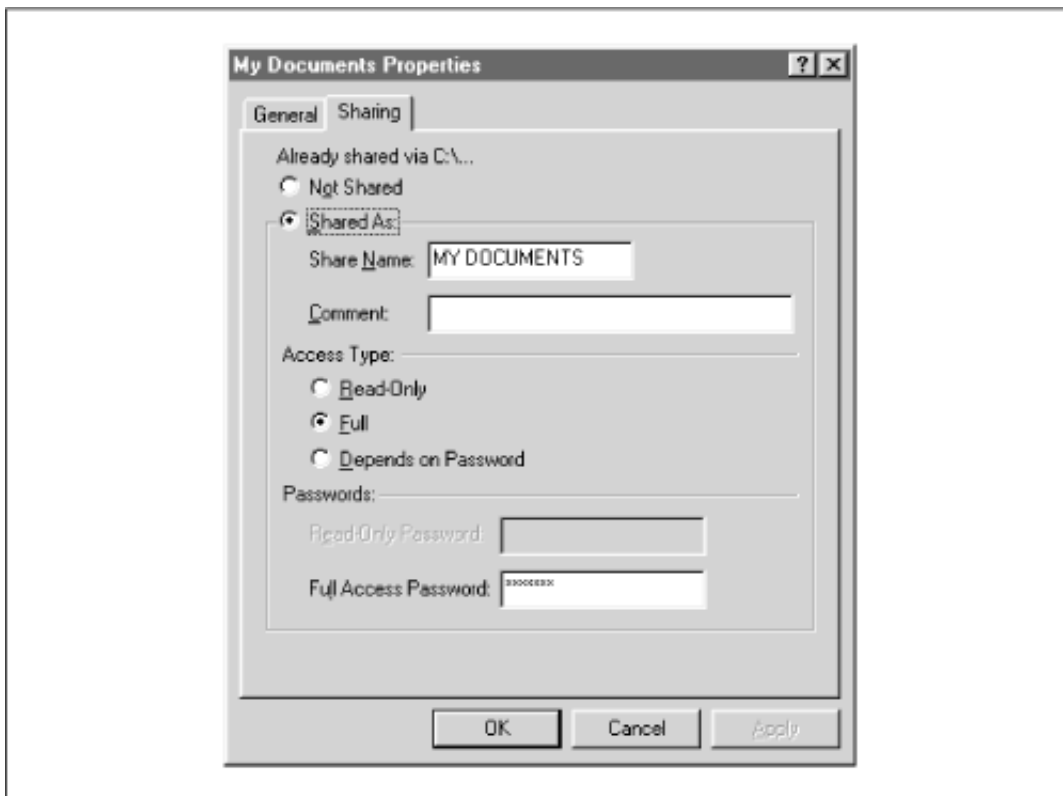 My Documents Properties
General Sharing
Already shared via C:\...
Not Shared
Shared As:
Share Name: MY DOCUMENTS
Comment:
Access Type:
Read-Only
Full
Depends on Password
Passwords:
Read-Only Password:
Full Access Password: ********
OK Cancel Apply